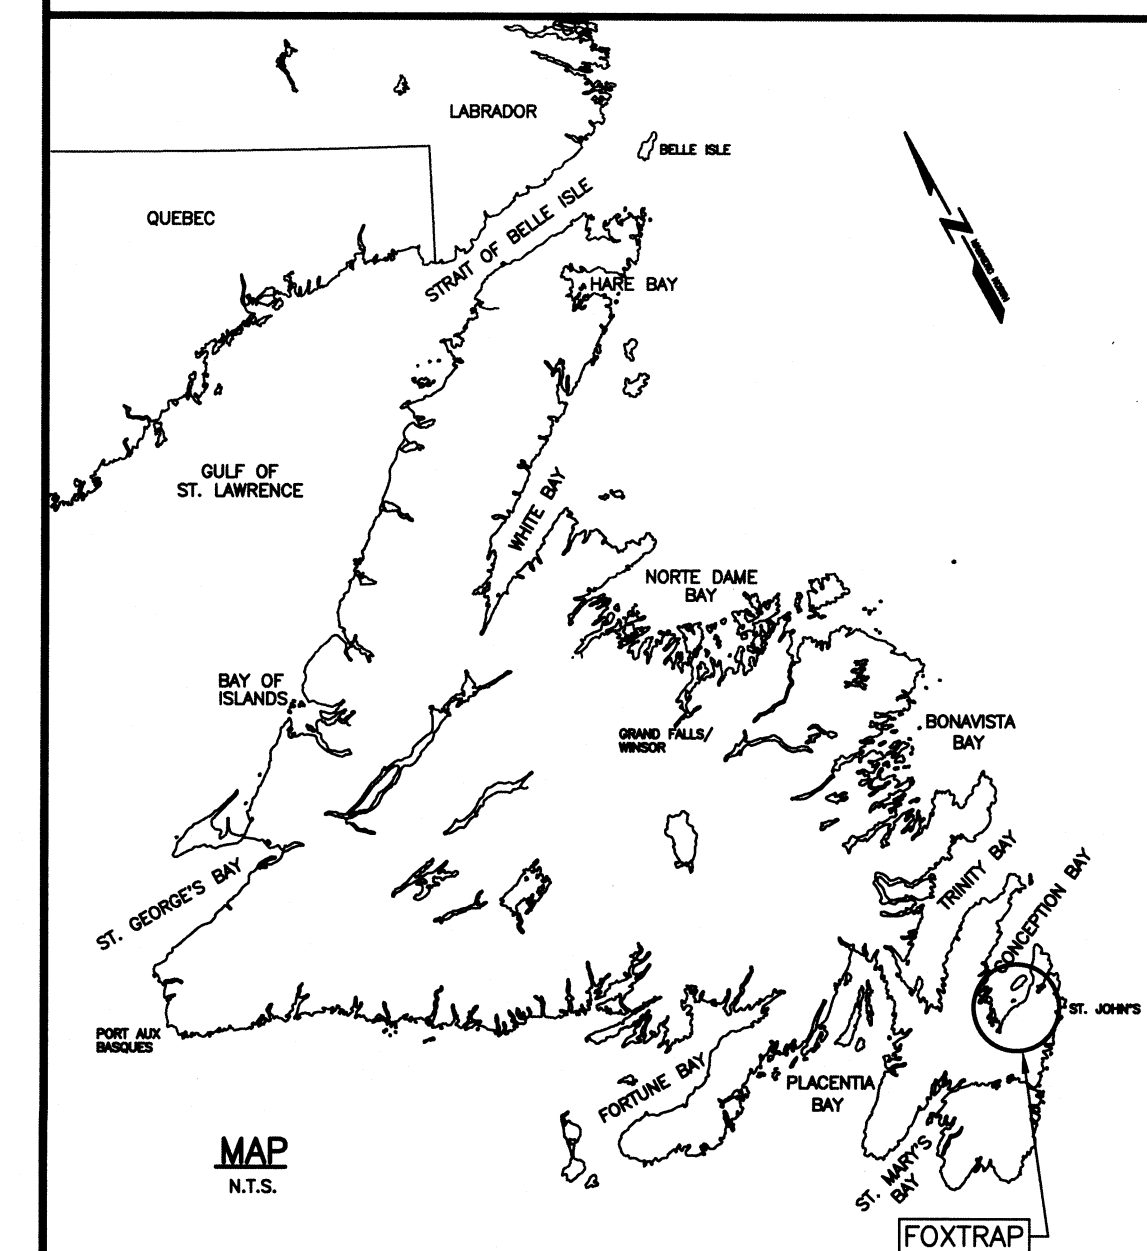 LABRADOR
BELLE ISLE
QUEBEC
STRAIT OF BELLE ISLE
HARE BAY
GULF OF
ST. LAWRENCE
WHITE BAY
NORTE DAME
BAY
BAY OF
ISLANDS
GRAND FALLS/
WINSOR
BONAVISTA
BAY
TRINITY BAY
CONCEPTION BAY
ST. GEORGE'S BAY
ST. JOHN'S
PORT AUX
BASQUES
FORTUNE BAY
PLACENTIA
BAY
ST. MARY'S
BAY
MAP
N.T.S.
FOXTRAP